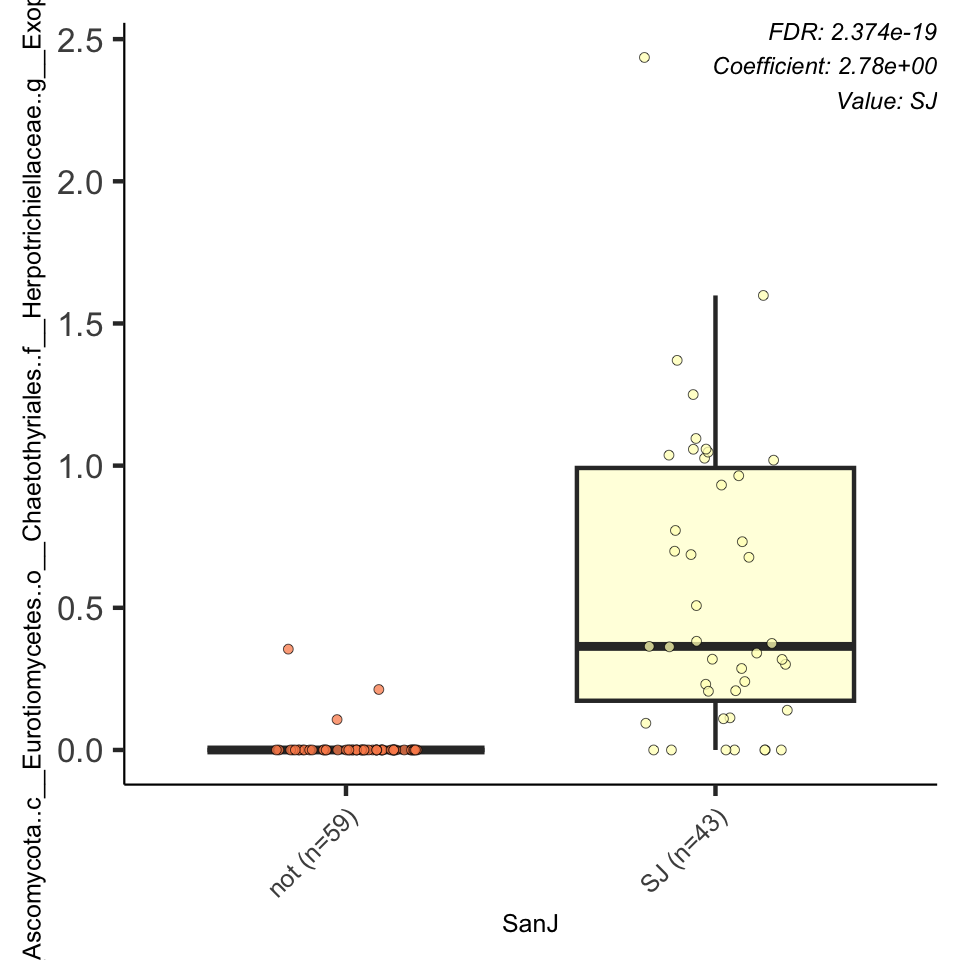 FDR: 2.374e-19
Coefficient: 2.78e+00
Value: SJ
Ascomycota..c__Eurotiomycetes..o__Chaetothyriales..f__Herpotrichiellaceae..g__Exop
2.5
2.0
1.5
1.0
0.5
0.0
not (n=59)
SJ (n=43)
SanJ